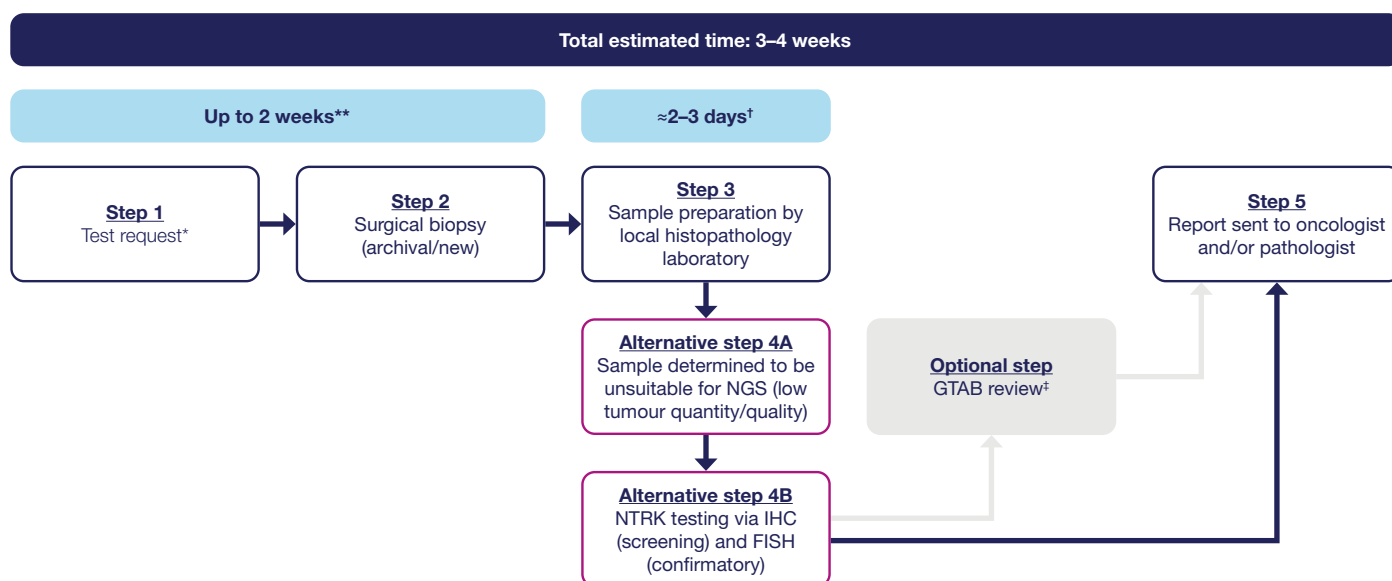 Total estimated time: 3–4 weeks
Up to 2 weeks**
≈2–3 days†
Step 1
Test request*
Step 2
Surgical biopsy
(archival/new)
Step 3
Sample preparation by
local histopathology
laboratory
Step 5
Report sent to oncologist
and/or pathologist
Alternative step 4A
Sample determined to be
unsuitable for NGS (low
tumour quantity/quality)
Optional step
GTAB review‡
Alternative step 4B
NTRK testing via IHC
(screening) and FISH
(confirmatory)